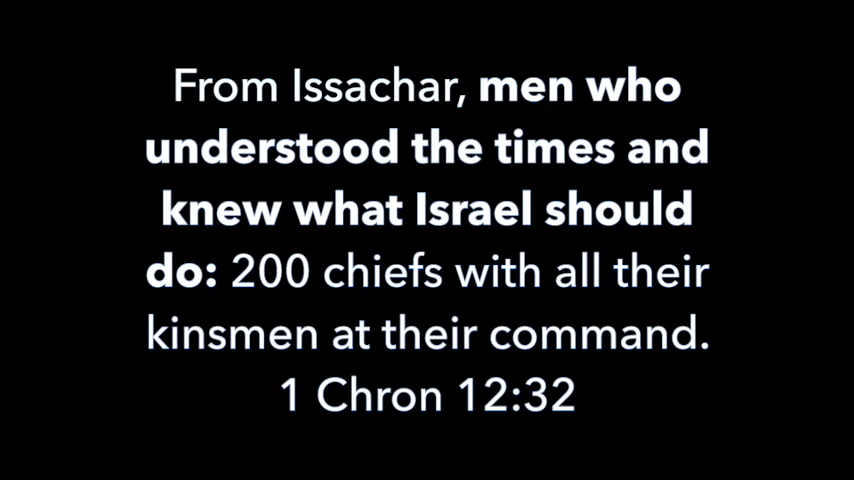 From Issachar, men who
understood the times and
knew what Israel should
do: 200 chiefs with all their
kinsmen at their command.
1 Chron 12:32